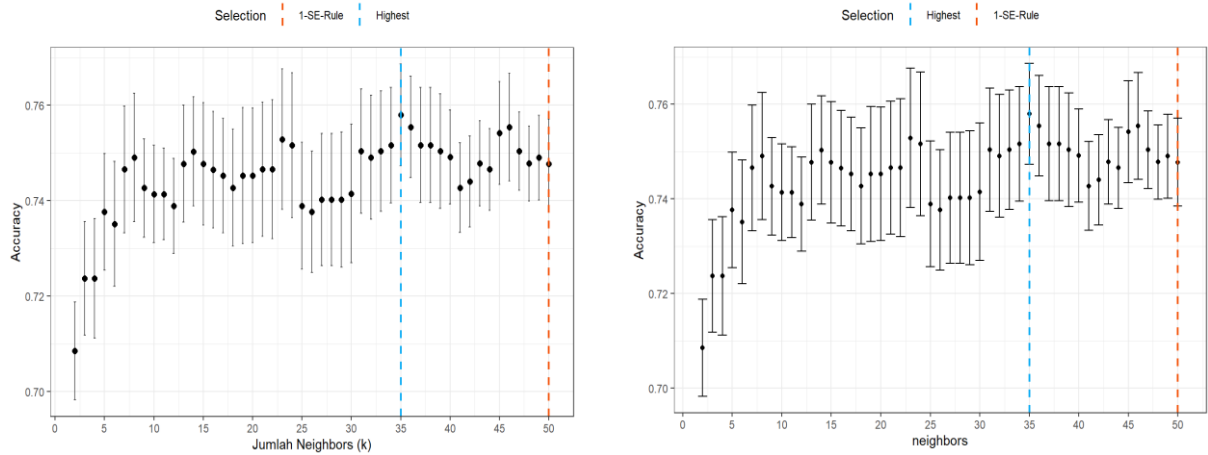 Selection 1-SE-Rule Highest
Accuracy
0.76
0.74
0.72
0.70
0 5 10 15 20 25 30 35 40 45 50
Jumlah Neighbors (k)
Selection Highest 1-SE-Rule
Accuracy
0.76
0.74
0.72
0.70
0 5 10 15 20 25 30 35 40 45 50
neighbors